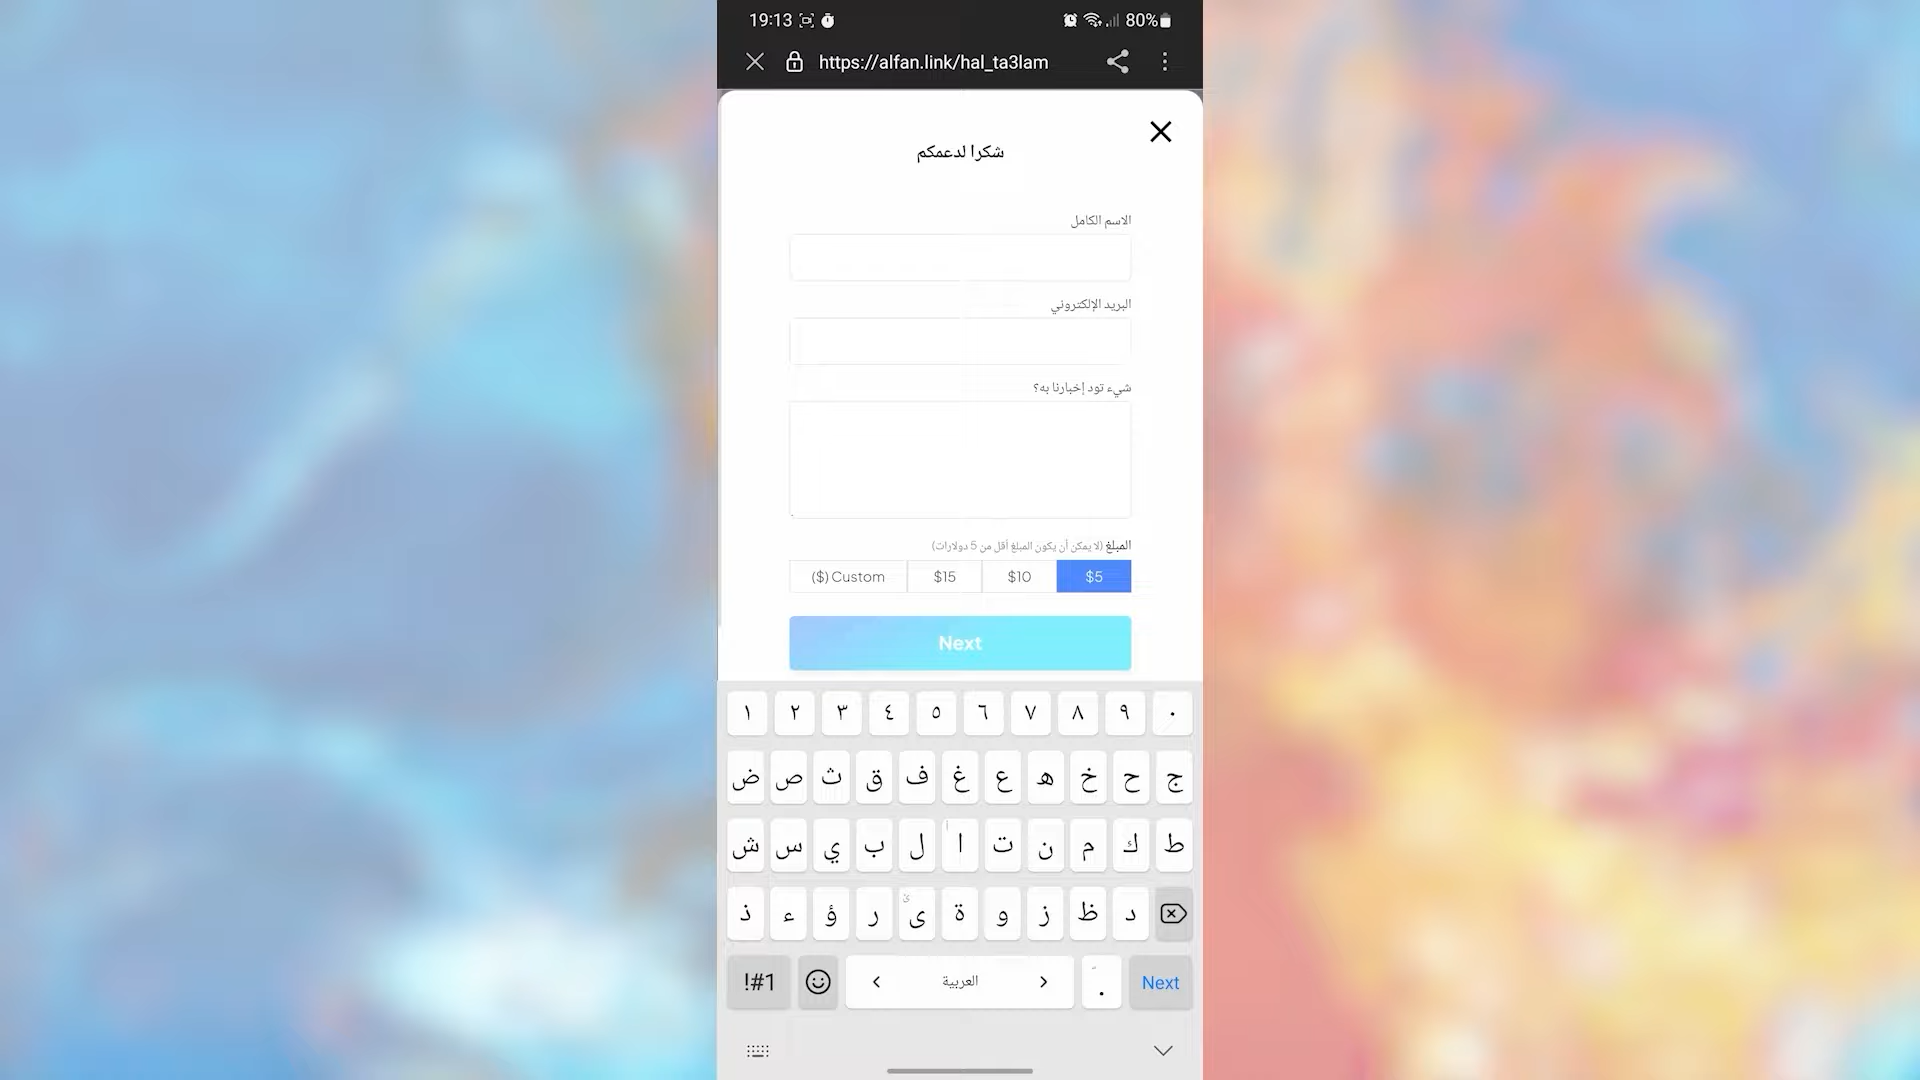 19:13
80%
https://alfan.link/hal_ta3lam
شكرا لدعمكم
الاسم الكامل
البريد الإلكتروني
شيء تود إخبارنا به؟
المبلغ (لا يمكن أن يكون المبلغ أقل من 5 دولارات)
($) Custom $15 $10 $5
Next
١ ٢ ٣ ٤ ٥ ٦ ٧ ٨ ٩ ٠
ض ص ث ق ف غ ع ه خ ح ج
ش س ي ب ل ا ت ن م ك ط
ذ ء ؤ ر ى ة و ز ظ د
!#1 العربية . Next